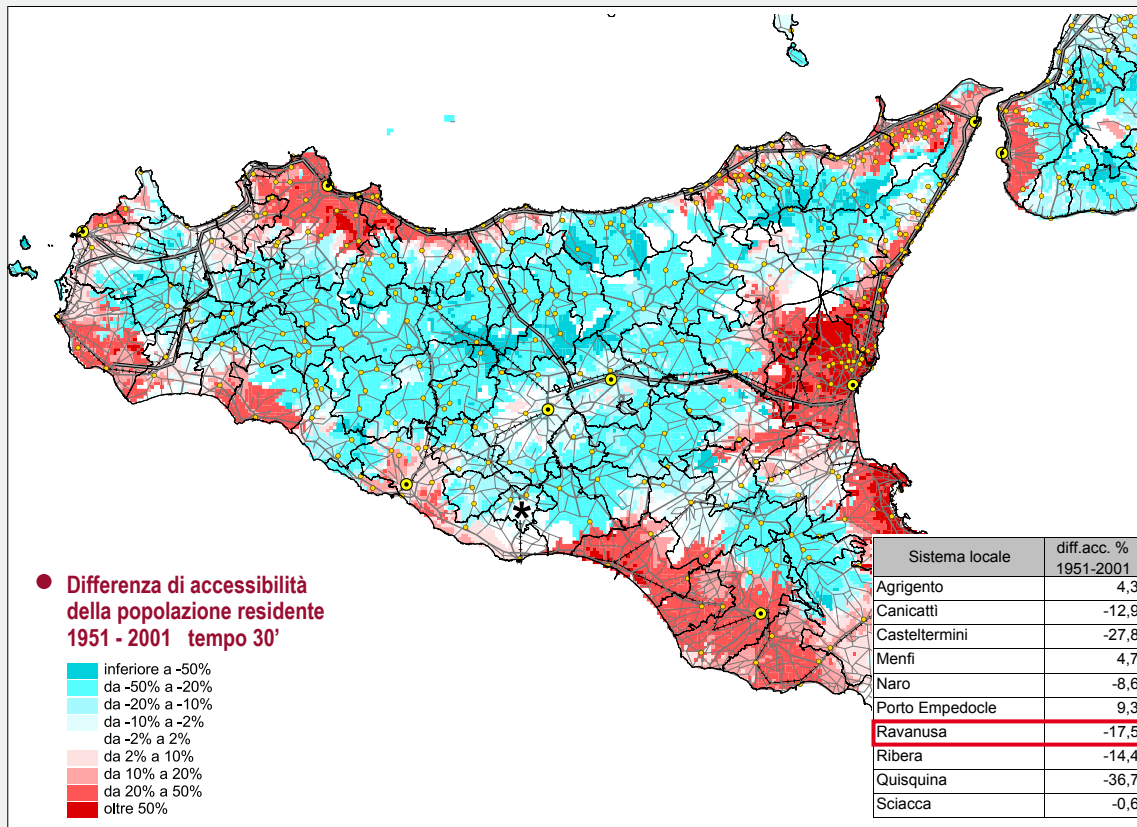 Differenza di accessibilità
della popolazione residente
1951 - 2001 tempo 30’
inferiore a -50%
da -50% a -20%
da -20% a -10%
da -10% a -2%
da -2% a 2%
da 2% a 10%
da 10% a 20%
da 20% a 50%
oltre 50%
Sistema locale diff.acc. % 1951-2001
Agrigento 4,3
Canicattì -12,9
Casteltermini -27,8
Menfi 4,7
Naro -8,6
Porto Empedocle 9,3
Ravanusa -17,5
Ribera -14,4
Quisquina -36,7
Sciacca -0,6